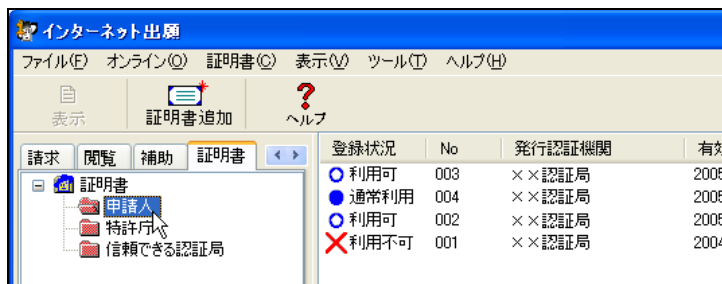 インターネット出願
ファイル(F) オンライン(O) 証明書(C) 表示(V) ツール(T) ヘルプ(H)
表示 証明書追加 ヘルプ
請求 閲覧 補助 証明書
証明書
申請人
特許庁
信頼できる認証局
登録状況 No 発行認証機関 有効
利用可 003 ××認証局 2005
通常利用 004 ××認証局 2005
利用可 002 ××認証局 2005
利用不可 001 ××認証局 2004